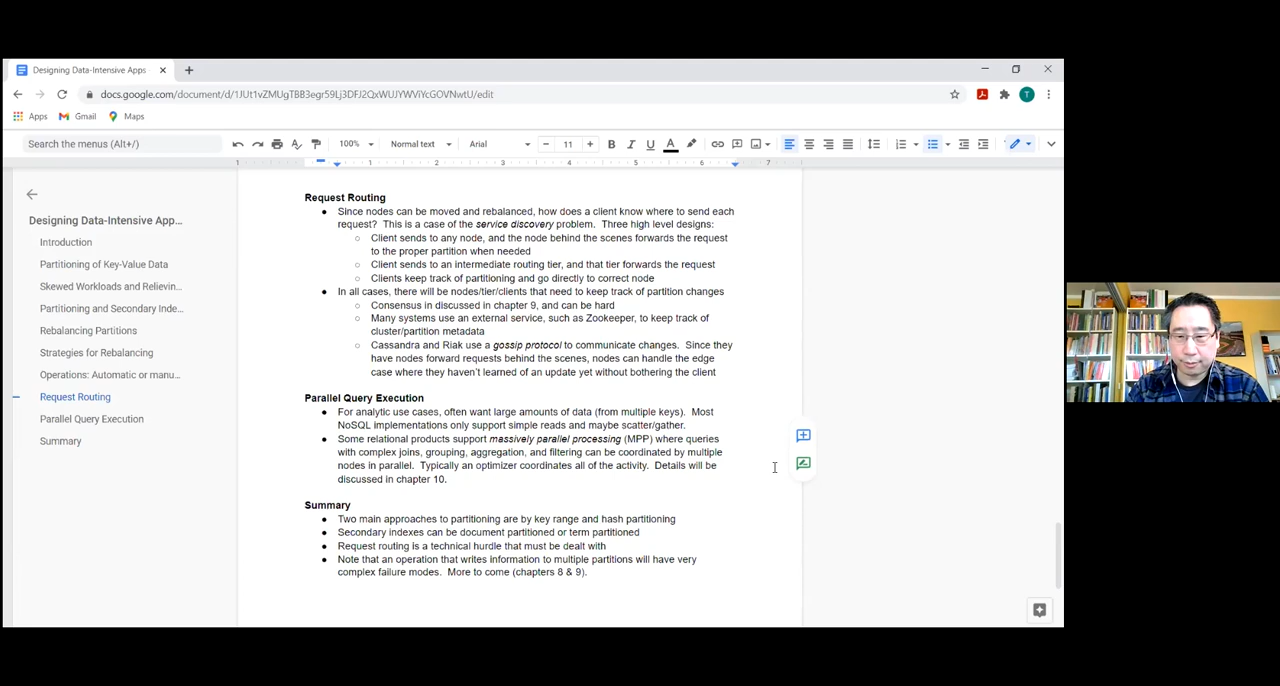 Designing Data-Intensive Apps
docs.google.com/document/d/1JUt1vZMUgTBB3egr59Lj3DFJ2QxWUJYWViYcGOVNwtU/edit
Apps Gmail Maps
Search the menus (Alt+/) 100% Normal text Arial 11 B I U A
1 1 2 3 4 5 6 7
Designing Data-Intensive App...
Introduction
Partitioning of Key-Value Data
Skewed Workloads and Relievin...
Partitioning and Secondary Inde...
Rebalancing Partitions
Strategies for Rebalancing
Operations: Automatic or manu...
Request Routing
Parallel Query Execution
Summary
Request Routing
● Since nodes can be moved and rebalanced, how does a client know where to send each
request? This is a case of the service discovery problem. Three high level designs:
○ Client sends to any node, and the node behind the scenes forwards the request
to the proper partition when needed
○ Client sends to an intermediate routing tier, and that tier forwards the request
○ Clients keep track of partitioning and go directly to correct node
● In all cases, there will be nodes/tier/clients that need to keep track of partition changes
○ Consensus in discussed in chapter 9, and can be hard
○ Many systems use an external service, such as Zookeeper, to keep track of
cluster/partition metadata
○ Cassandra and Riak use a gossip protocol to communicate changes. Since they
have nodes forward requests behind the scenes, nodes can handle the edge
case where they haven't learned of an update yet without bothering the client
Parallel Query Execution
● For analytic use cases, often want large amounts of data (from multiple keys). Most
NoSQL implementations only support simple reads and maybe scatter/gather.
● Some relational products support massively parallel processing (MPP) where queries
with complex joins, grouping, aggregation, and filtering can be coordinated by multiple
nodes in parallel. Typically an optimizer coordinates all of the activity. Details will be
discussed in chapter 10.
Summary
● Two main approaches to partitioning are by key range and hash partitioning
● Secondary indexes can be document partitioned or term partitioned
● Request routing is a technical hurdle that must be dealt with
● Note that an operation that writes information to multiple partitions will have very
complex failure modes. More to come (chapters 8 & 9).
T